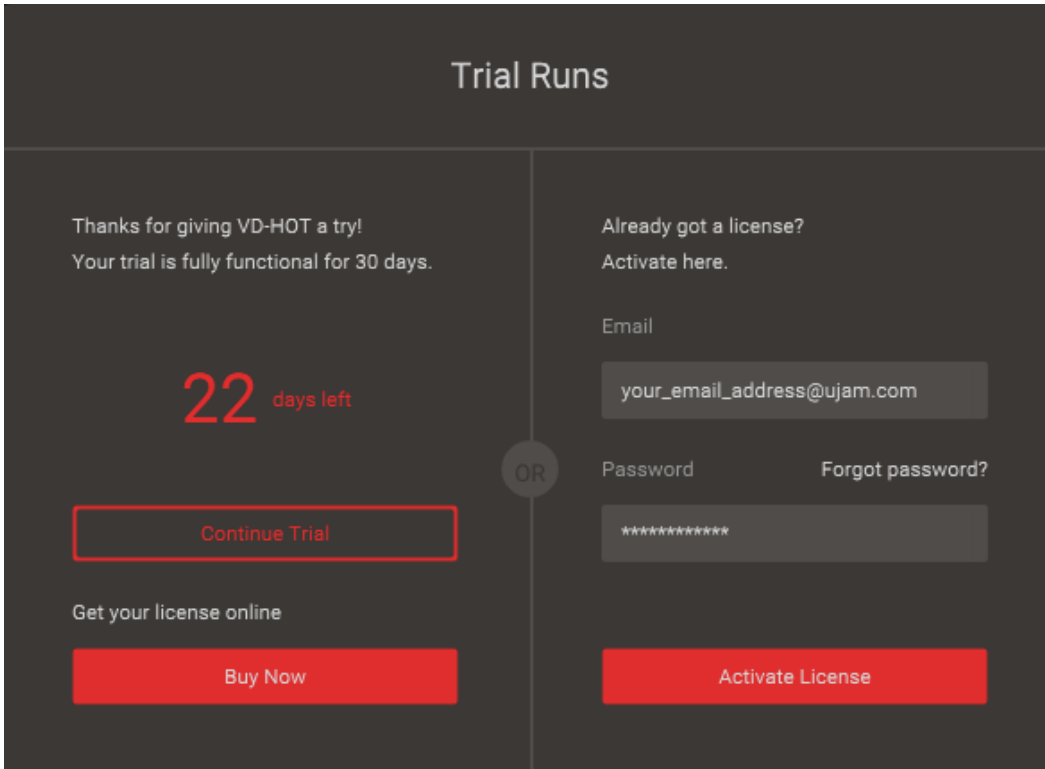 Trial Runs
Thanks for giving VD-HOT a try!
Your trial is fully functional for 30 days.
22 days left
Continue Trial
Get your license online
Buy Now
OR
Already got a license?
Activate here.
Email
your_email_address@ujam.com
Password Forgot password?
************
Activate License